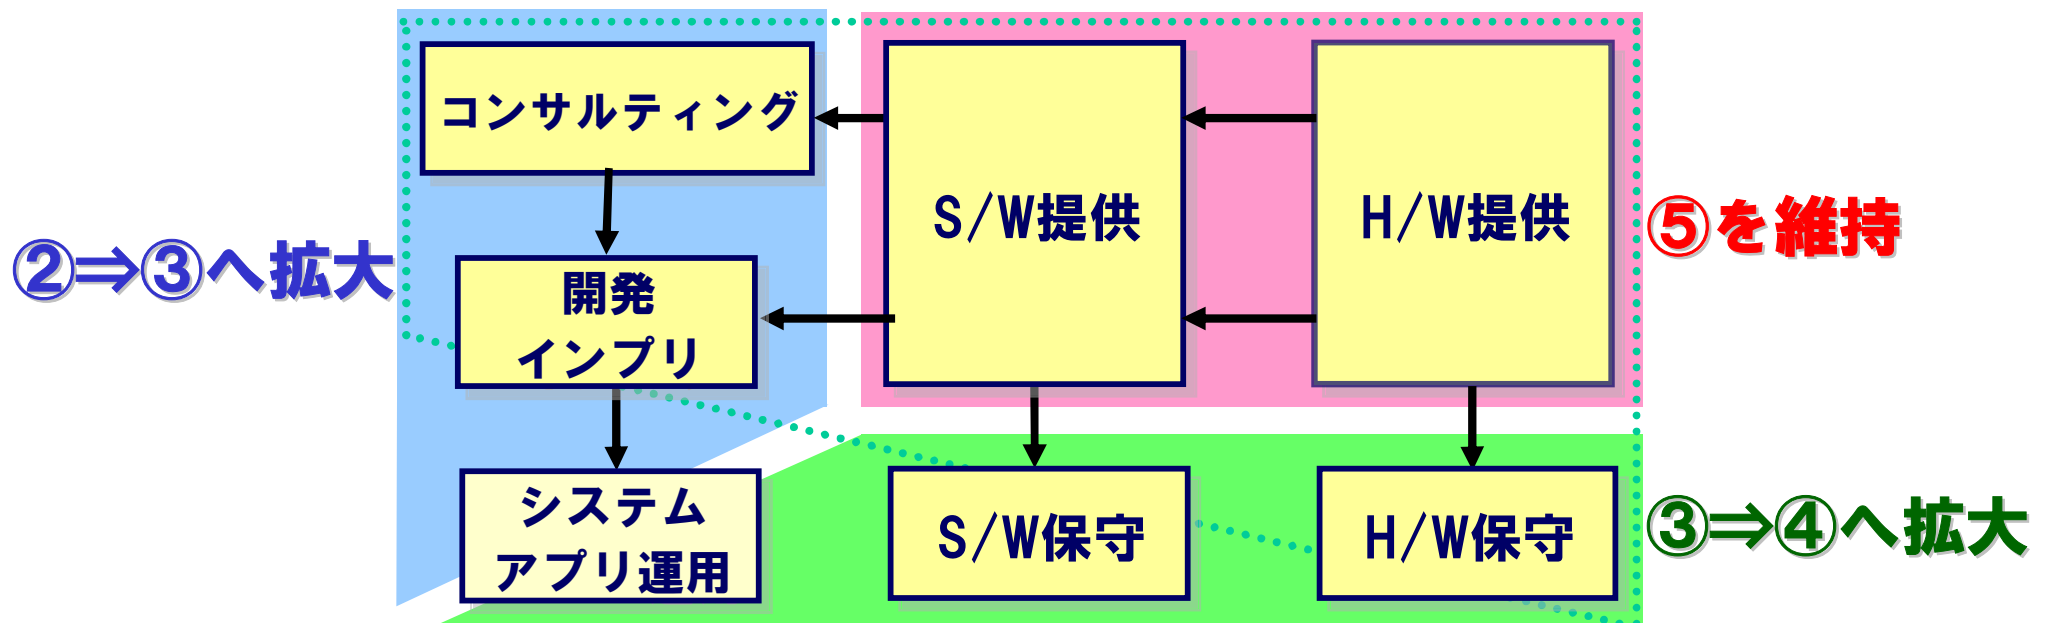 コンサルティング
S/W提供
H/W提供
②⇒③へ拡大
⑤を維持
開発
インプリ
システム
アプリ運用
S/W保守
H/W保守
③⇒④へ拡大